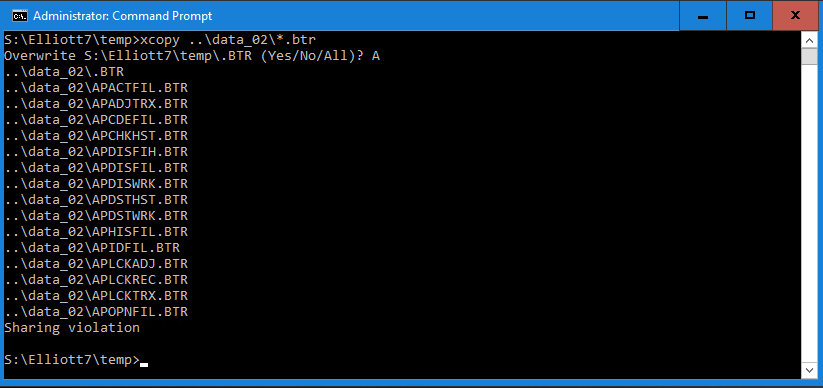 Administrator: Command Prompt
S:\Elliott7\temp>xcopy ..\data_02\*.btr
Overwrite S:\Elliott7\temp\.BTR (Yes/No/All)? A
..\data_02\.BTR
..\data_02\APACTFIL.BTR
..\data_02\APADJTRX.BTR
..\data_02\APCDEFIL.BTR
..\data_02\APCHKHST.BTR
..\data_02\APDISFIH.BTR
..\data_02\APDISFIL.BTR
..\data_02\APDISWRK.BTR
..\data_02\APDSTHST.BTR
..\data_02\APDSTWRK.BTR
..\data_02\APHISFIL.BTR
..\data_02\APIDFIL.BTR
..\data_02\APLCKADJ.BTR
..\data_02\APLCKREC.BTR
..\data_02\APLCKTRX.BTR
..\data_02\APOPNFIL.BTR
Sharing violation
S:\Elliott7\temp>